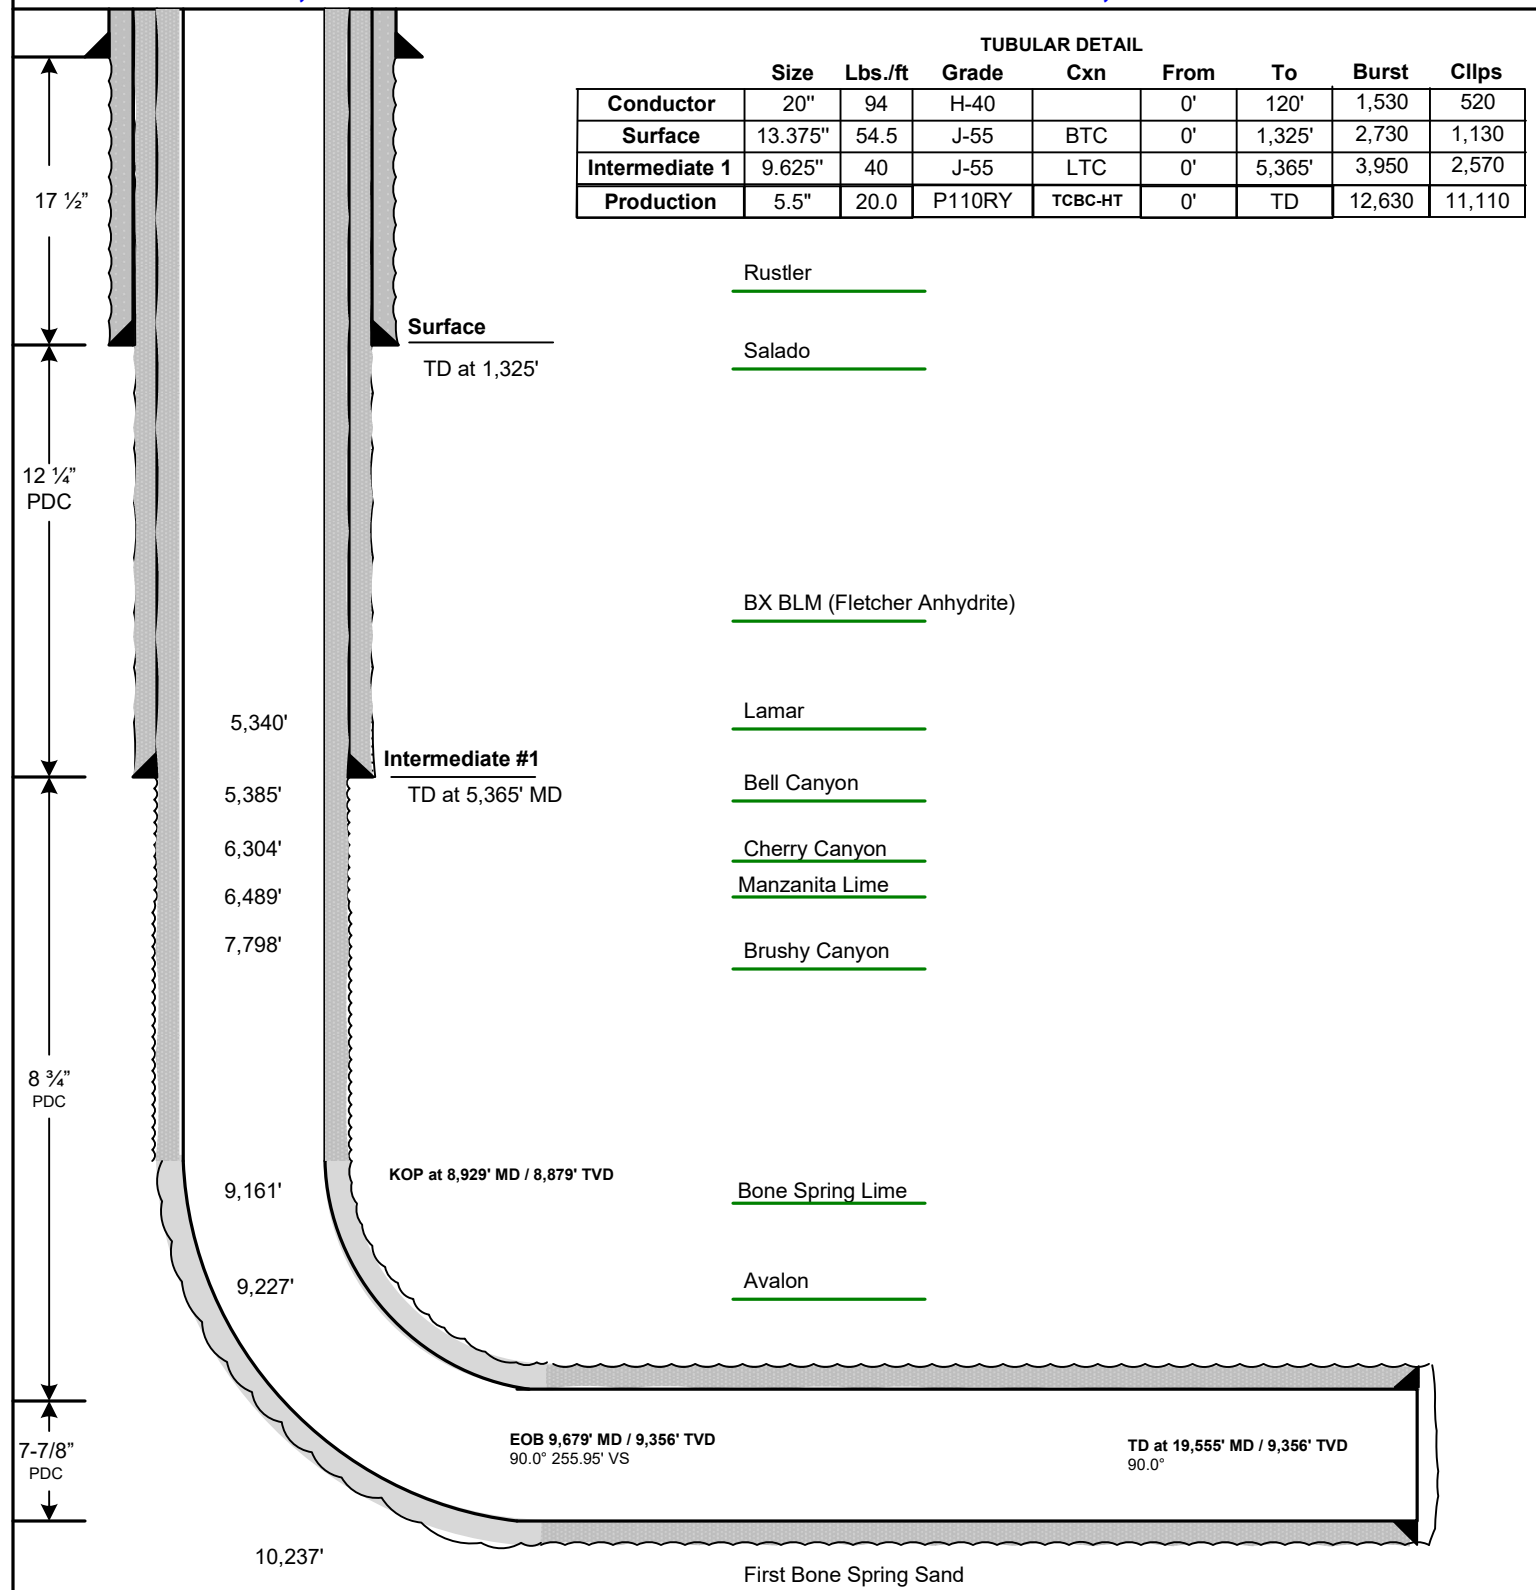 TUBULAR DETAIL
Size Lbs./ft Grade Cxn From To Burst Cllps
Conductor 20" 94 H-40 0' 120' 1,530 520
Surface 13.375" 54.5 J-55 BTC 0' 1,325' 2,730 1,130
Intermediate 1 9.625" 40 J-55 LTC 0' 5,365' 3,950 2,570
Production 5.5" 20.0 P110RY TCBC-HT 0' TD 12,630 11,110
17 ½”
Rustler
Surface
TD at 1,325'
Salado
12 ¼”
PDC
BX BLM (Fletcher Anhydrite)
5,340'
Lamar
Intermediate #1
TD at 5,365' MD
5,385'
Bell Canyon
6,304'
Cherry Canyon
6,489'
Manzanita Lime
7,798'
Brushy Canyon
8 ¾”
PDC
KOP at 8,929' MD / 8,879' TVD
9,161'
Bone Spring Lime
9,227'
Avalon
7-7/8”
PDC
EOB 9,679' MD / 9,356' TVD
90.0° 255.95' VS
TD at 19,555' MD / 9,356' TVD
90.0°
10,237'
First Bone Spring Sand